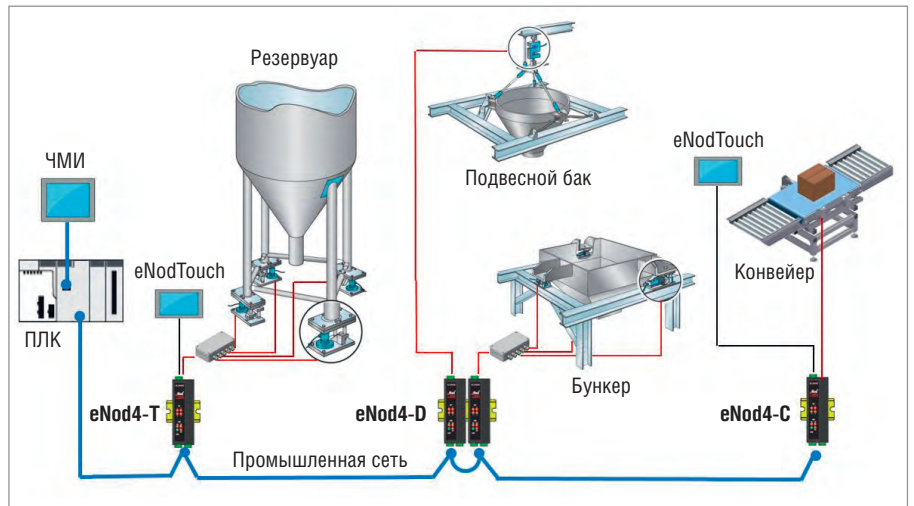 Резервуар
ЧМИ
eNodTouch
ПЛК
Подвесной бак
eNodTouch
Конвейер
Бункер
eNod4-T
eNod4-D
eNod4-C
Промышленная сеть